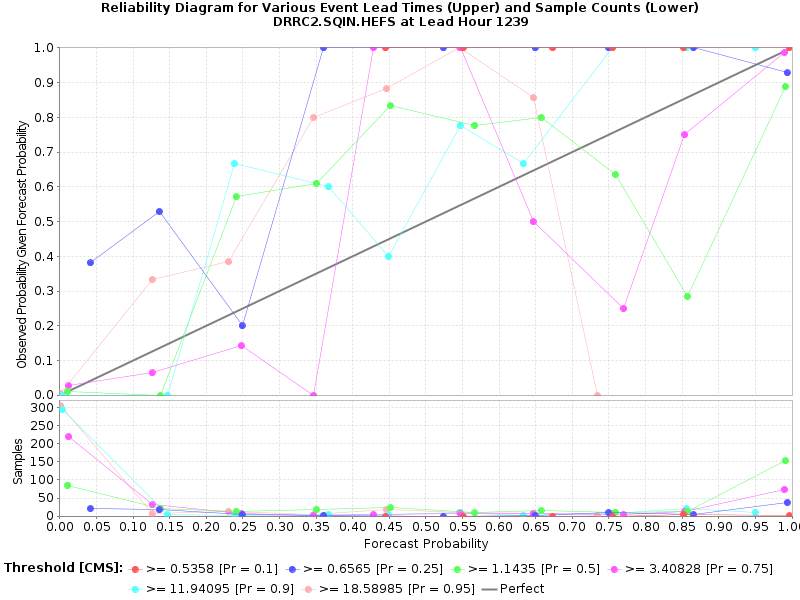 Reliability Diagram for Various Event Lead Times (Upper) and Sample Counts (Lower)
DRRC2.SQIN.HEFS at Lead Hour 1239
Observed Probability Given Forecast Probability
1.0
0.9
0.8
0.7
0.6
0.5
0.4
0.3
0.2
0.1
0.0
Samples
300
250
200
150
100
50
0
0.00 0.05 0.10 0.15 0.20 0.25 0.30 0.35 0.40 0.45 0.50 0.55 0.60 0.65 0.70 0.75 0.80 0.85 0.90 0.95 1.0
Forecast Probability
Threshold [CMS]: >= 0.5358 [Pr = 0.1] >= 0.6565 [Pr = 0.25] >= 1.1435 [Pr = 0.5] >= 3.40828 [Pr = 0.75]
>= 11.94095 [Pr = 0.9] >= 18.58985 [Pr = 0.95] Perfect